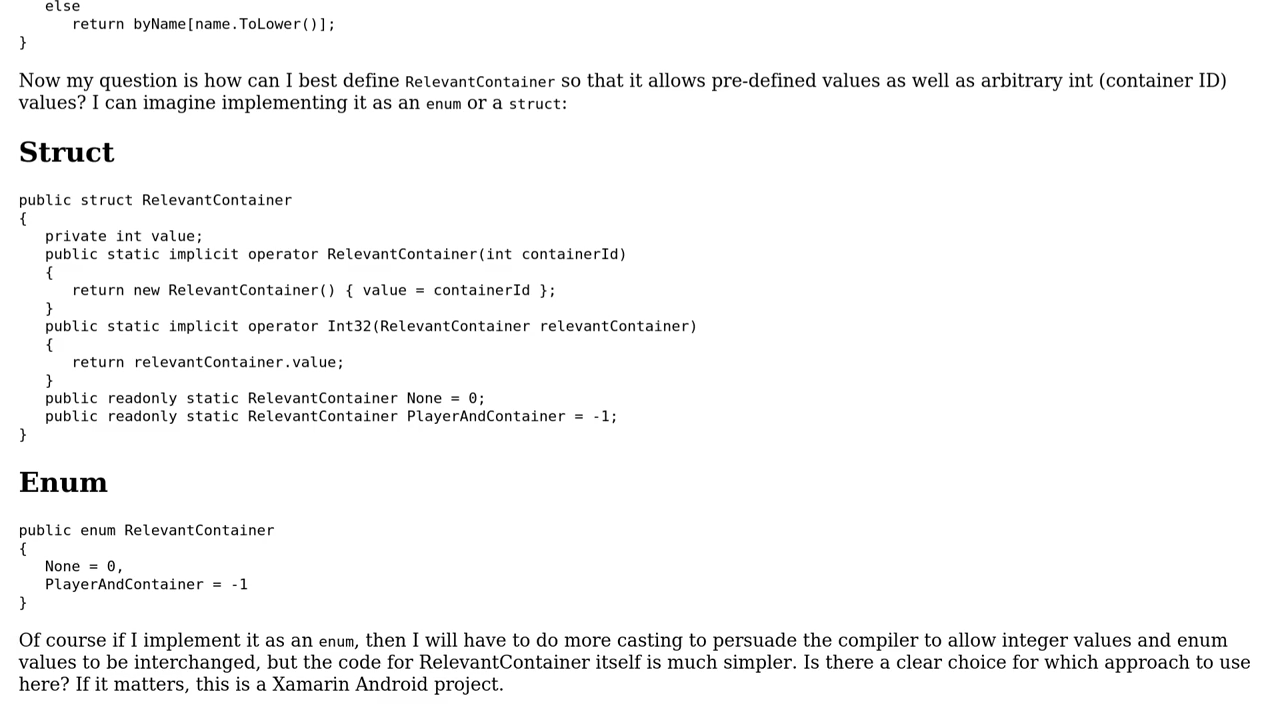 else
return byName[name.ToLower()];
}
Now my question is how can I best define RelevantContainer so that it allows pre-defined values as well as arbitrary int (container ID)
values? I can imagine implementing it as an enum or a struct:
Struct
public struct RelevantContainer
{
private int value;
public static implicit operator RelevantContainer(int containerId)
{
return new RelevantContainer() { value = containerId };
}
public static implicit operator Int32(RelevantContainer relevantContainer)
{
return relevantContainer.value;
}
public readonly static RelevantContainer None = 0;
public readonly static RelevantContainer PlayerAndContainer = -1;
}
Enum
public enum RelevantContainer
{
None = 0,
PlayerAndContainer = -1
}
Of course if I implement it as an enum, then I will have to do more casting to persuade the compiler to allow integer values and enum
values to be interchanged, but the code for RelevantContainer itself is much simpler. Is there a clear choice for which approach to use
here? If it matters, this is a Xamarin Android project.